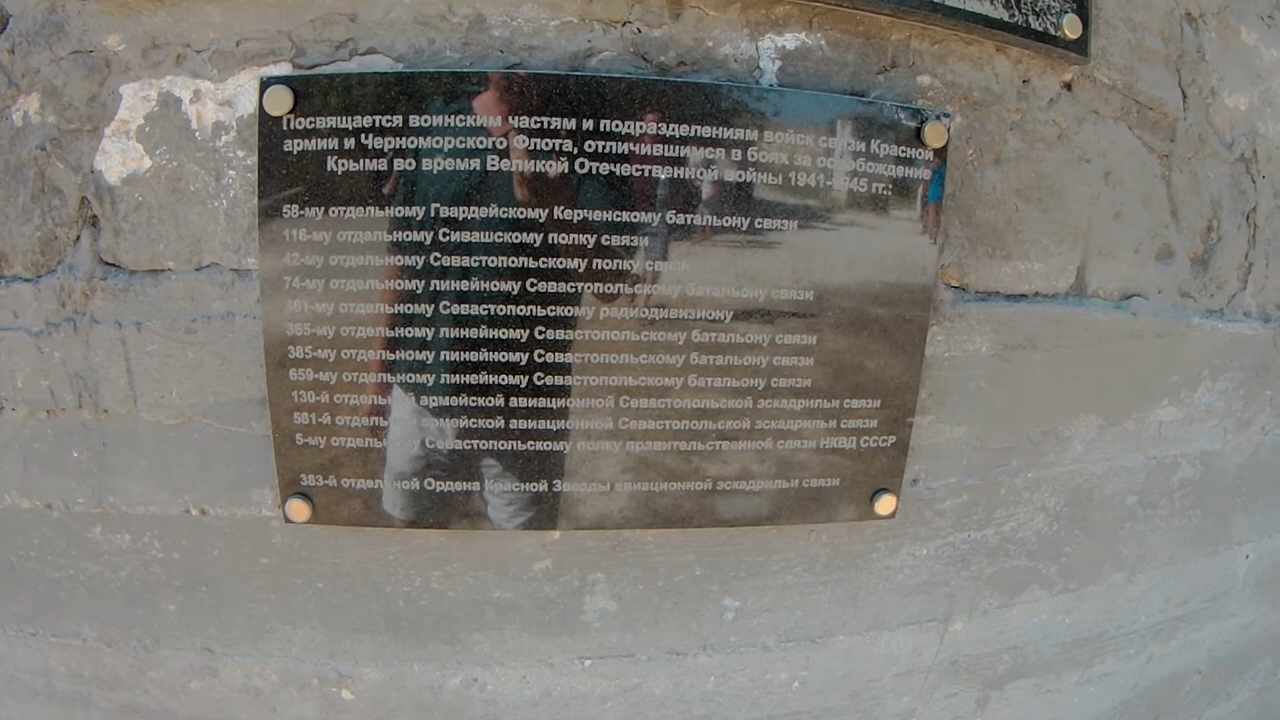 Посвящается воинским частям и подразделениям войск связи Красной
армии и Черноморского Флота, отличившимся в боях за освобождение
Крыма во время Великой Отечественной войны 1941-1945 гг.:
58-му отдельному Гвардейскому Керченскому батальону связи
116-му отдельному Сивашскому полку связи
42-му отдельному Севастопольскому полку связи
74-му отдельному линейному Севастопольскому батальону связи
отдельному Севастопольскому радиодивизиону
365-му отдельному линейному Севастопольскому батальону связи
385-му отдельному линейному Севастопольскому батальону связи
659-му отдельному линейному Севастопольскому батальону связи
130-й отдельной армейской авиационной Севастопольской эскадрильи связи
581-й отдельной армейской авиационной Севастопольской эскадрильи связи
5-му отдельному Севастопольскому полку правительственной связи НКВД СССР
383-й отдельной Ордена Красной Звезды авиационной эскадрильи связи